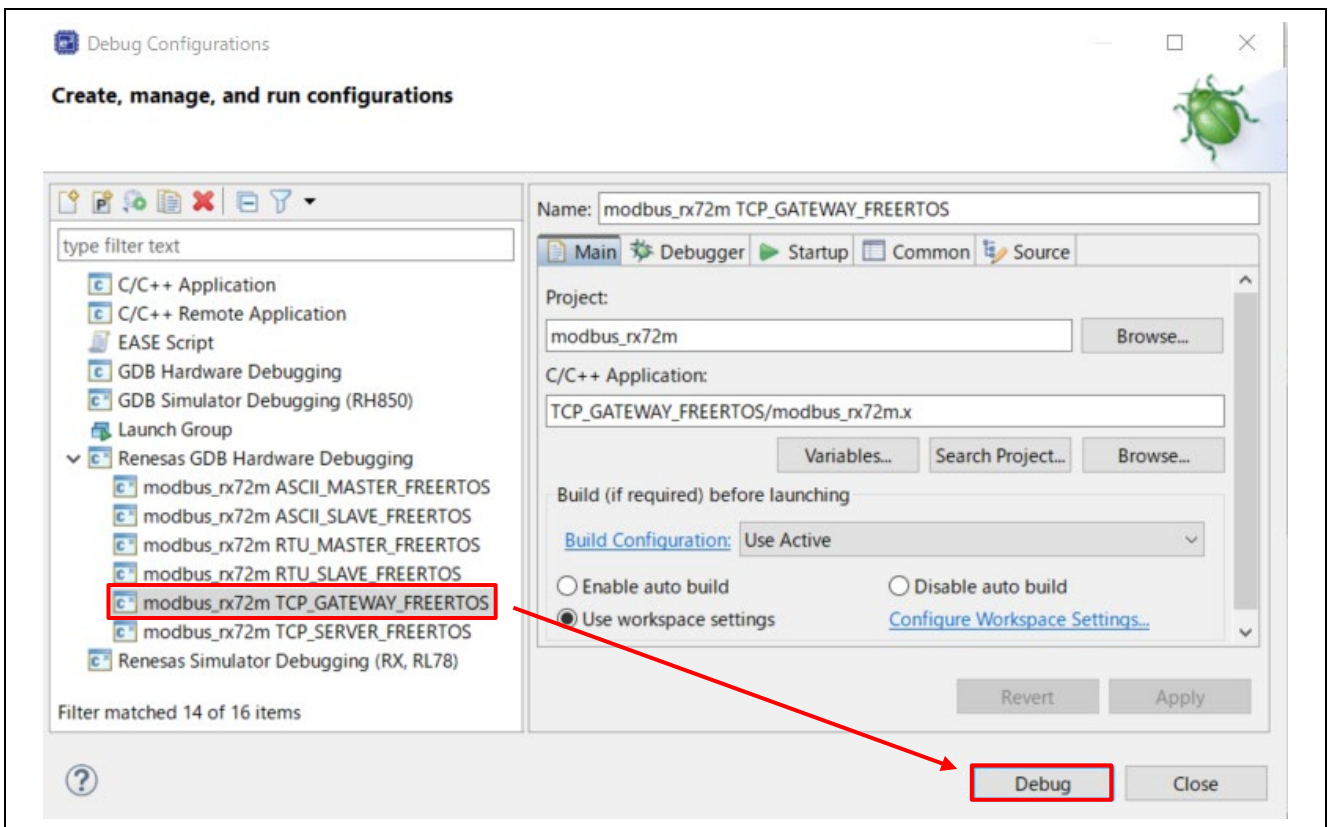 Debug Configurations
Create, manage, and run configurations
type filter text
C/C++ Application
C/C++ Remote Application
EASE Script
GDB Hardware Debugging
GDB Simulator Debugging (RH850)
Launch Group
Renesas GDB Hardware Debugging
modbus_rx72m ASCII_MASTER_FREERTOS
modbus_rx72m ASCII_SLAVE_FREERTOS
modbus_rx72m RTU_MASTER_FREERTOS
modbus_rx72m RTU_SLAVE_FREERTOS
modbus_rx72m TCP_GATEWAY_FREERTOS
modbus_rx72m TCP_SERVER_FREERTOS
Renesas Simulator Debugging (RX, RL78)
Filter matched 14 of 16 items
Name: modbus_rx72m TCP_GATEWAY_FREERTOS
Main Debugger Startup Common Source
Project:
modbus_rx72m Browse...
C/C++ Application:
TCP_GATEWAY_FREERTOS/modbus_rx72m.x
Variables... Search Project... Browse...
Build (if required) before launching
Build Configuration: Use Active
Enable auto build Disable auto build
Use workspace settings Configure Workspace Settings...
Revert Apply
? Debug Close